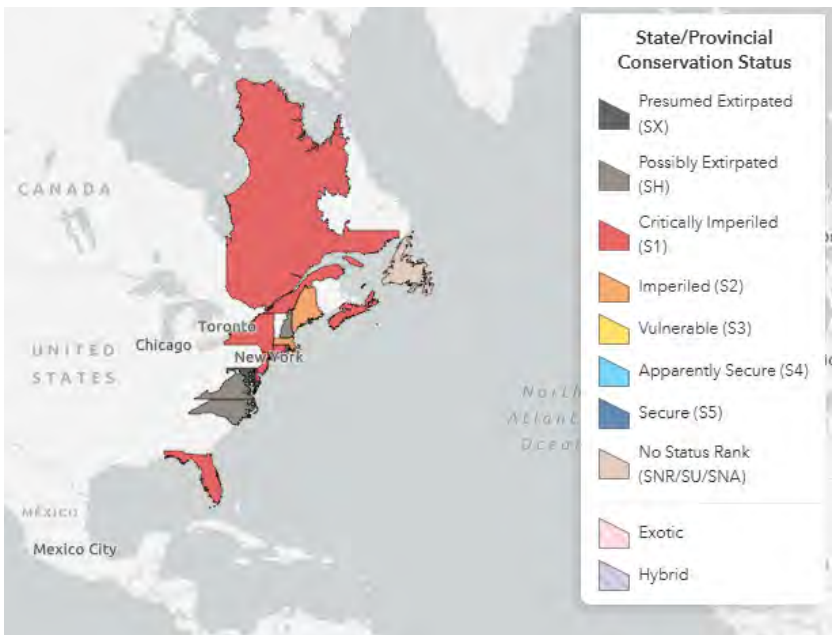 State/Provincial
Conservation Status
Presumed Extirpated
(SX)
Possibly Extirpated
(SH)
Critically Imperiled
(S1)
Imperiled (S2)
Vulnerable (S3)
Apparently Secure (S4)
Secure (S5)
No Status Rank
(SNR/SU/SNA)
Exotic
Hybrid
CANADA
Toronto
Chicago
New York
UNITED
STATES
North
Atlantic
Ocean
MÉXICO
Mexico City